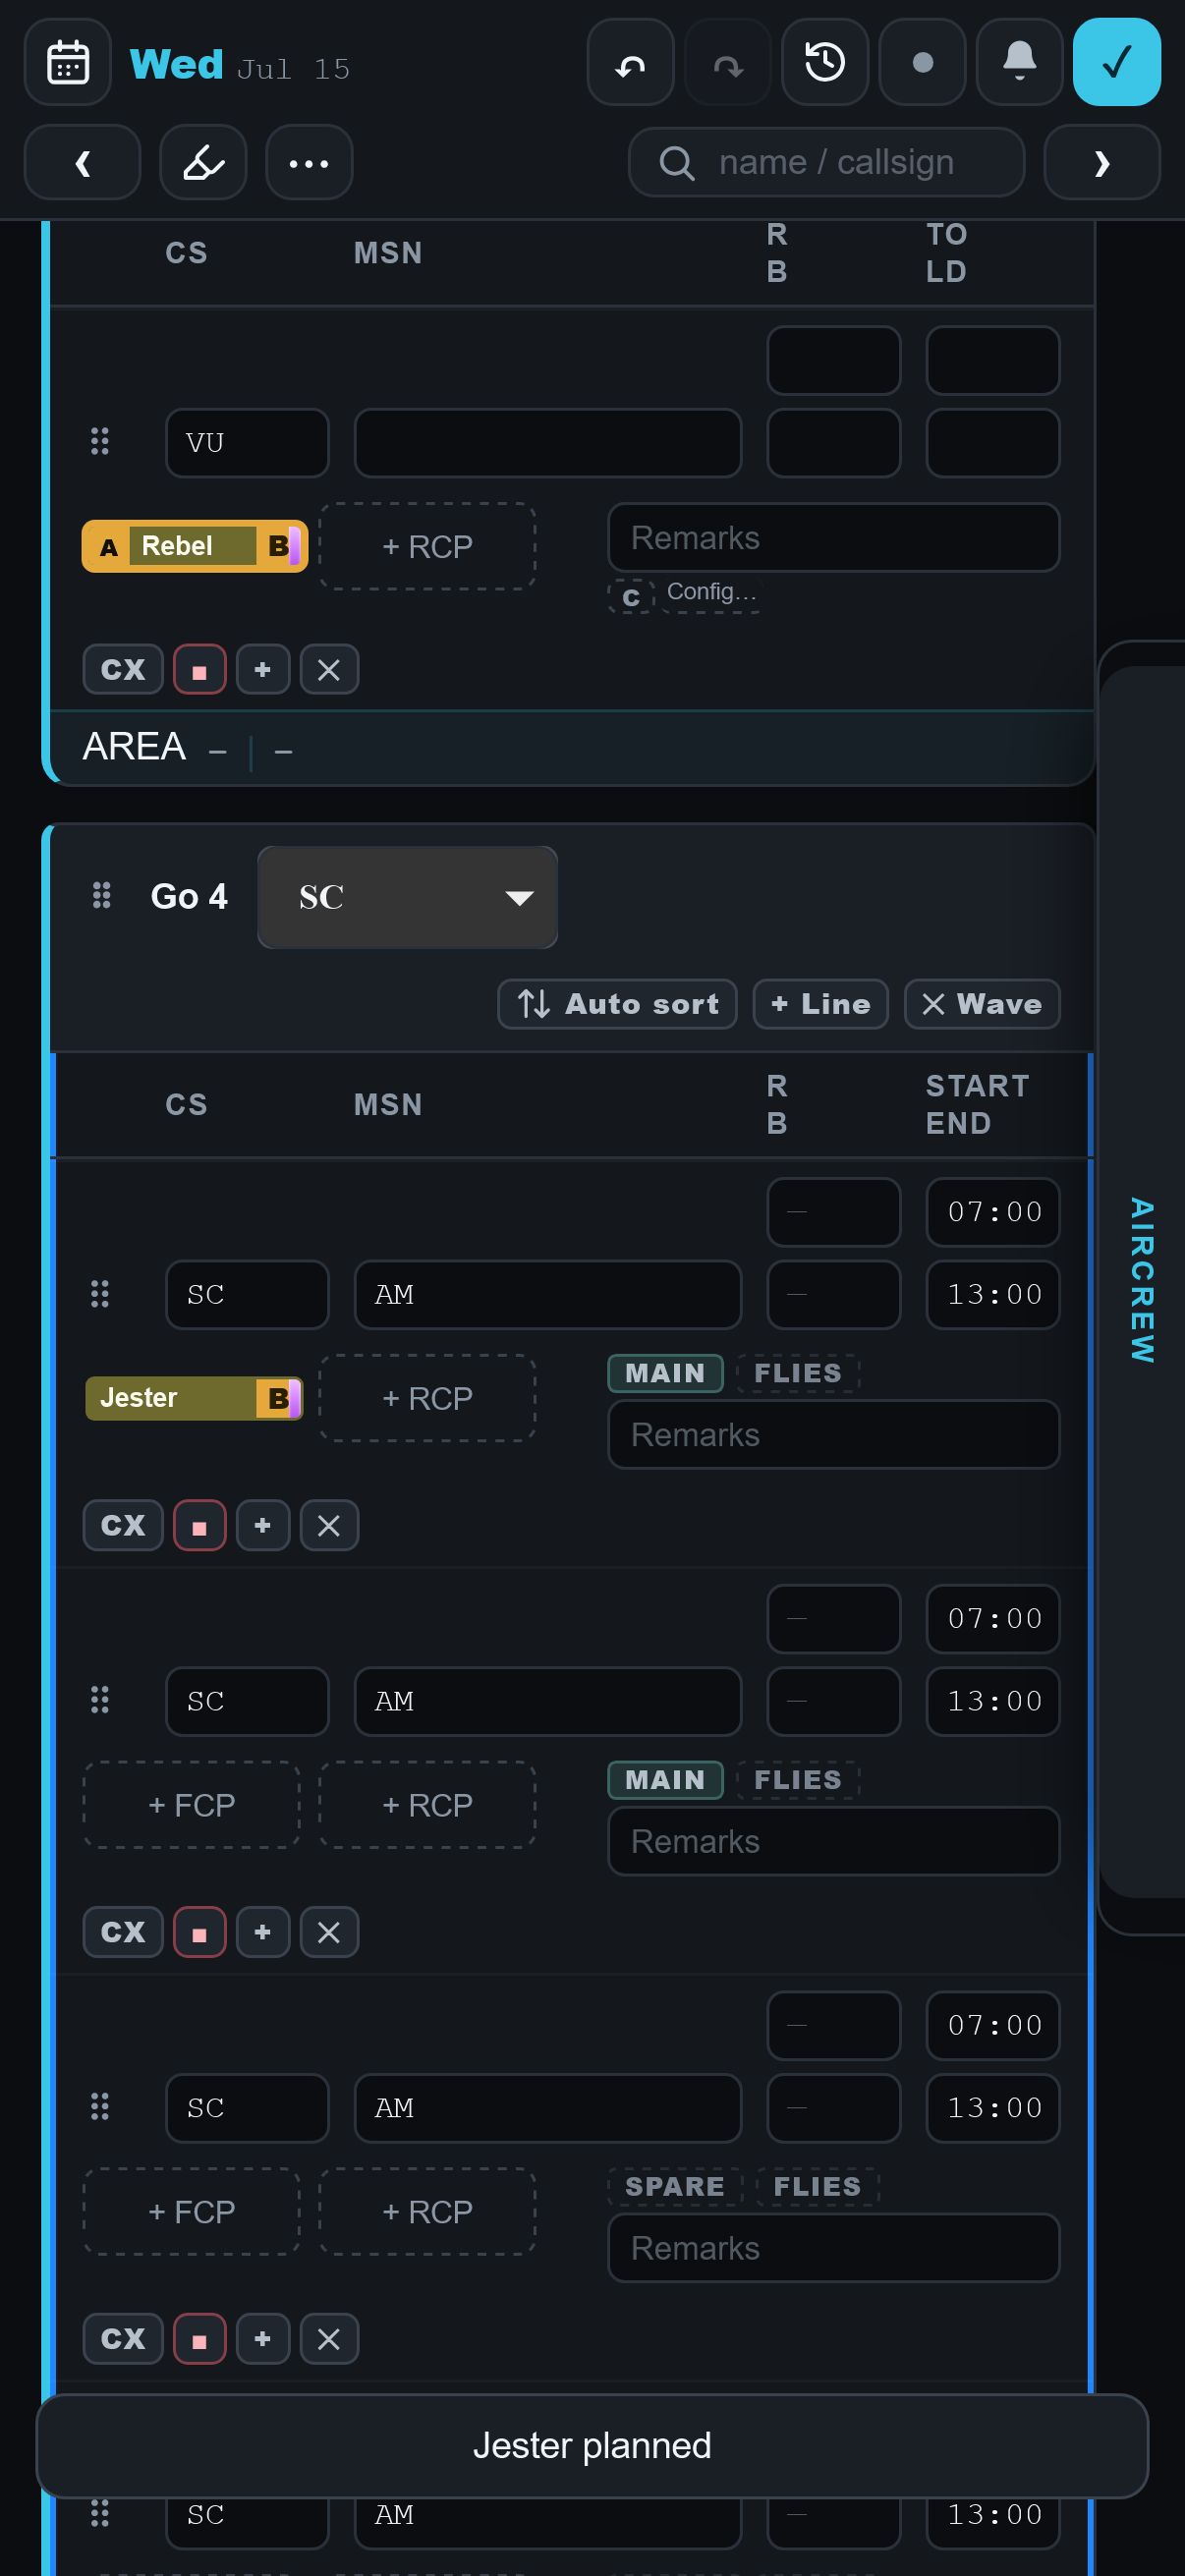 Wed Jul 15
name / callsign
CS MSN R B TO LD
VU
A Rebel B + RCP Remarks
C Config...
CX + ×
AREA – | –
Go 4 SC
Auto sort + Line × Wave
CS MSN R B START END
— 07:00
SC AM — 13:00
Jester B + RCP MAIN FLIES
Remarks
CX + ×
— 07:00
SC AM — 13:00
+ FCP + RCP MAIN FLIES
Remarks
CX + ×
— 07:00
SC AM — 13:00
+ FCP + RCP SPARE FLIES
Remarks
CX + ×
AIRCREW
Jester planned
SC AM — 13:00